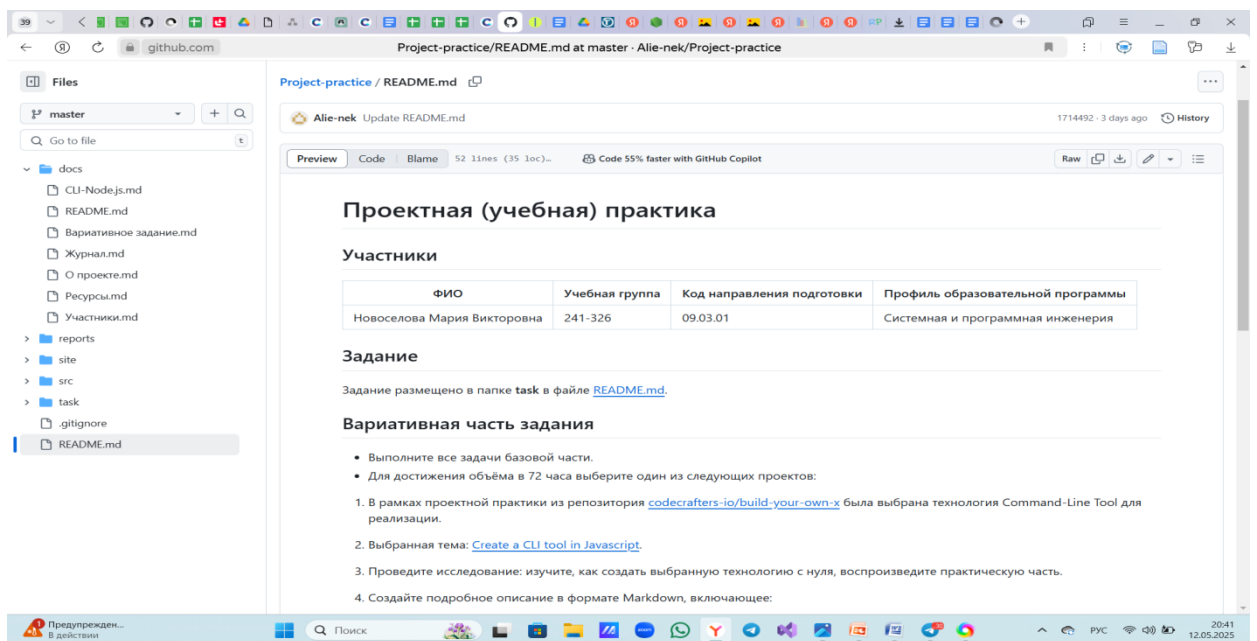 39
github.com
Project-practice/README.md at master · Alie-nek/Project-practice
Files
Project-practice / README.md
master
Go to file
t
Alie-nek Update README.md
1714492 · 3 days ago
History
Preview
Code
Blame
52 lines (35 loc)...
Code 55% faster with GitHub Copilot
Raw
docs
CLI-Node.js.md
README.md
Вариативное задание.md
Журнал.md
О проекте.md
Ресурсы.md
Участники.md
reports
site
src
task
.gitignore
README.md
Проектная (учебная) практика
Участники
ФИО Учебная группа Код направления подготовки Профиль образовательной программы
Новоселова Мария Викторовна 241-326 09.03.01 Системная и программная инженерия
Задание
Задание размещено в папке task в файле README.md.
Вариативная часть задания
• Выполните все задачи базовой части.
• Для достижения объёма в 72 часа выберите один из следующих проектов:
1. В рамках проектной практики из репозитория codecrafters-io/build-your-own-x была выбрана технология Command-Line Tool для
реализации.
2. Выбранная тема: Create a CLI tool in Javascript.
3. Проведите исследование: изучите, как создать выбранную технологию с нуля, воспроизведите практическую часть.
4. Создайте подробное описание в формате Markdown, включающее:
Предупрежден...
В действии
Поиск
РУС
20:41
12.05.2025